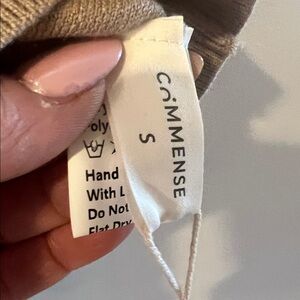 COMMENSE
S
Hand
With L
Do Not
Flat Dry